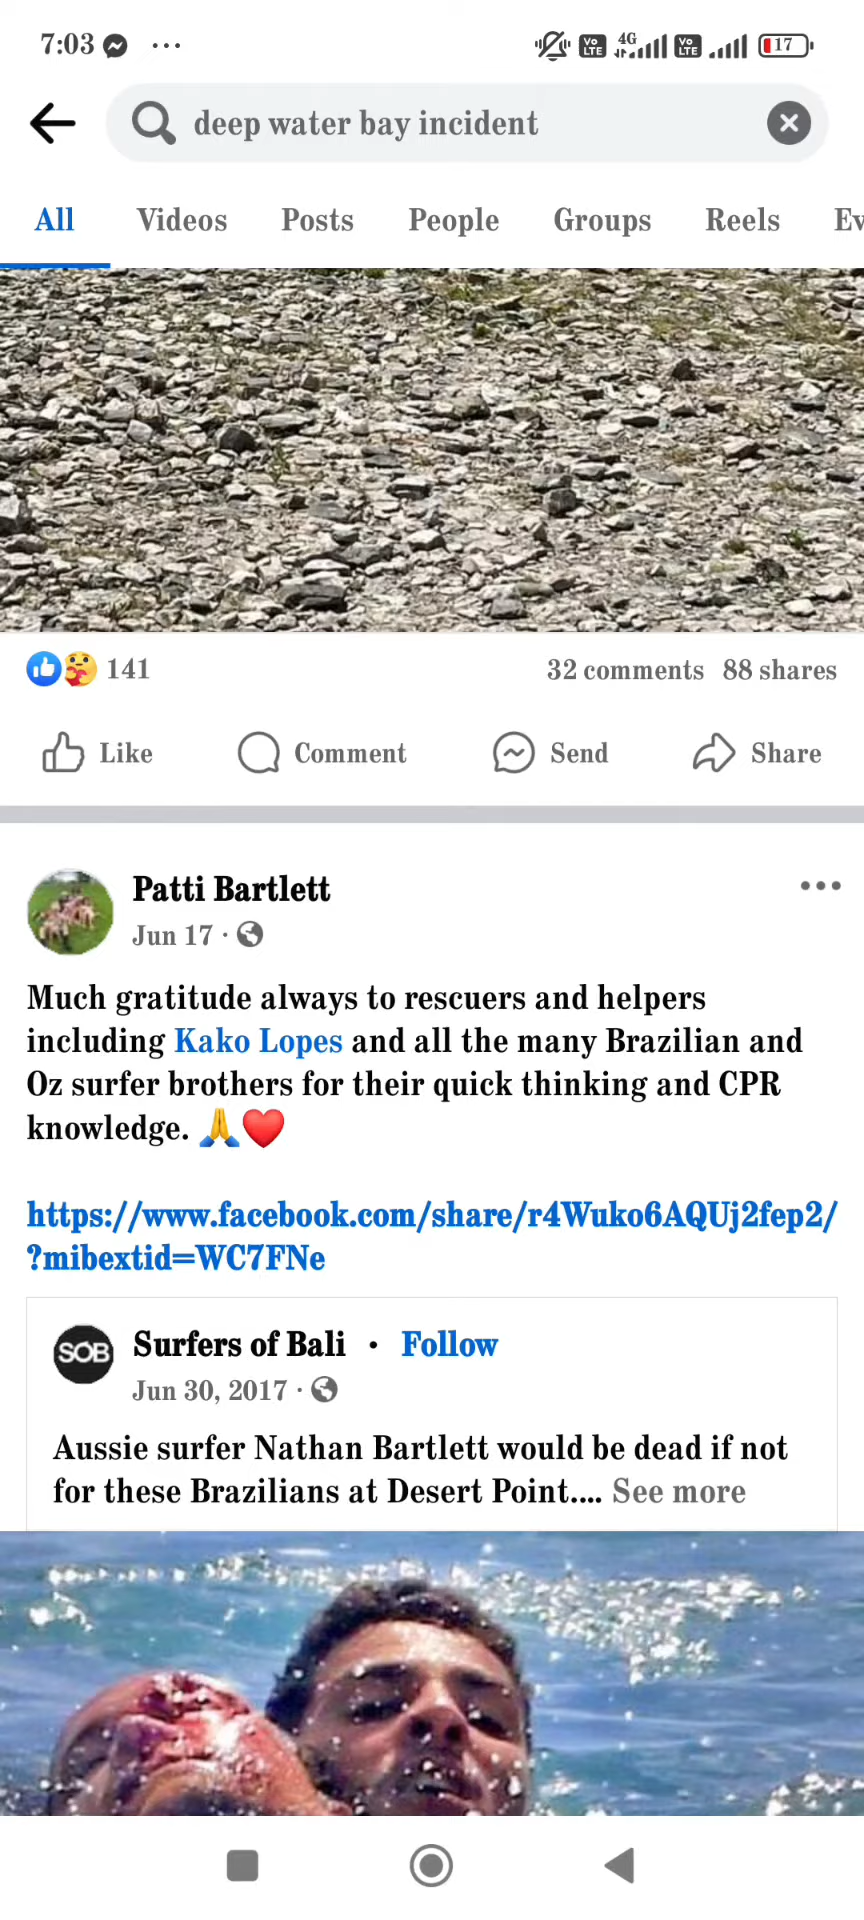 7:03
VoLTE 4G VoLTE 17
deep water bay incident
All Videos Posts People Groups Reels Ev
141 32 comments 88 shares
Like Comment Send Share
Patti Bartlett
Jun 17 ·
Much gratitude always to rescuers and helpers
including Kako Lopes and all the many Brazilian and
Oz surfer brothers for their quick thinking and CPR
knowledge. 🙏❤️
https://www.facebook.com/share/r4Wuko6AQUj2fep2/
?mibextid=WC7FNe
SOB
Surfers of Bali · Follow
Jun 30, 2017 ·
Aussie surfer Nathan Bartlett would be dead if not
for these Brazilians at Desert Point.... See more